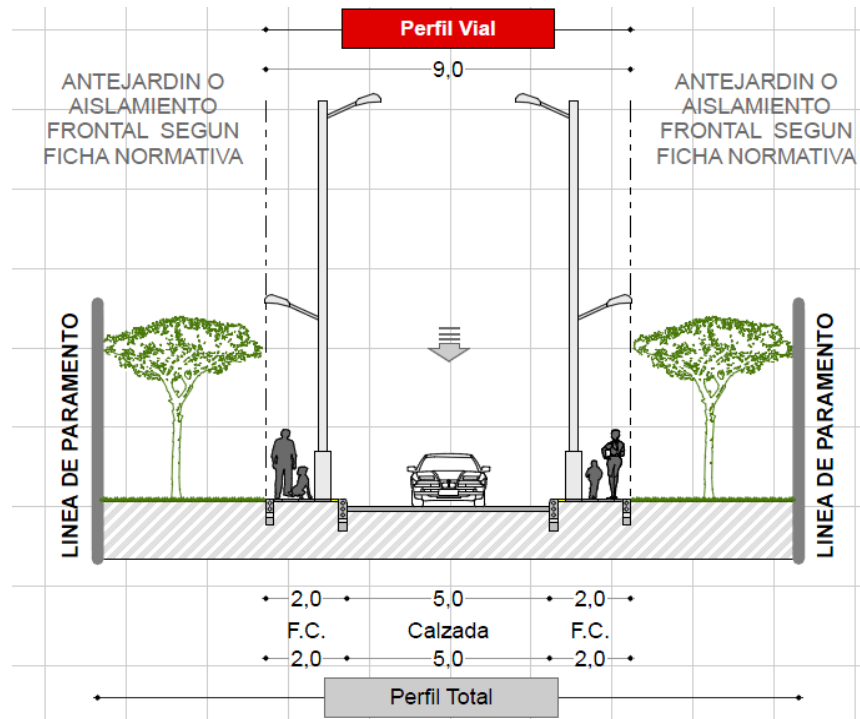 Perfil Vial
9,0
ANTEJARDIN O
AISLAMIENTO
FRONTAL SEGUN
FICHA NORMATIVA
ANTEJARDIN O
AISLAMIENTO
FRONTAL SEGUN
FICHA NORMATIVA
LINEA DE PARAMENTO
LINEA DE PARAMENTO
2,0 5,0 2,0
F.C. Calzada F.C.
2,0 5,0 2,0
Perfil Total